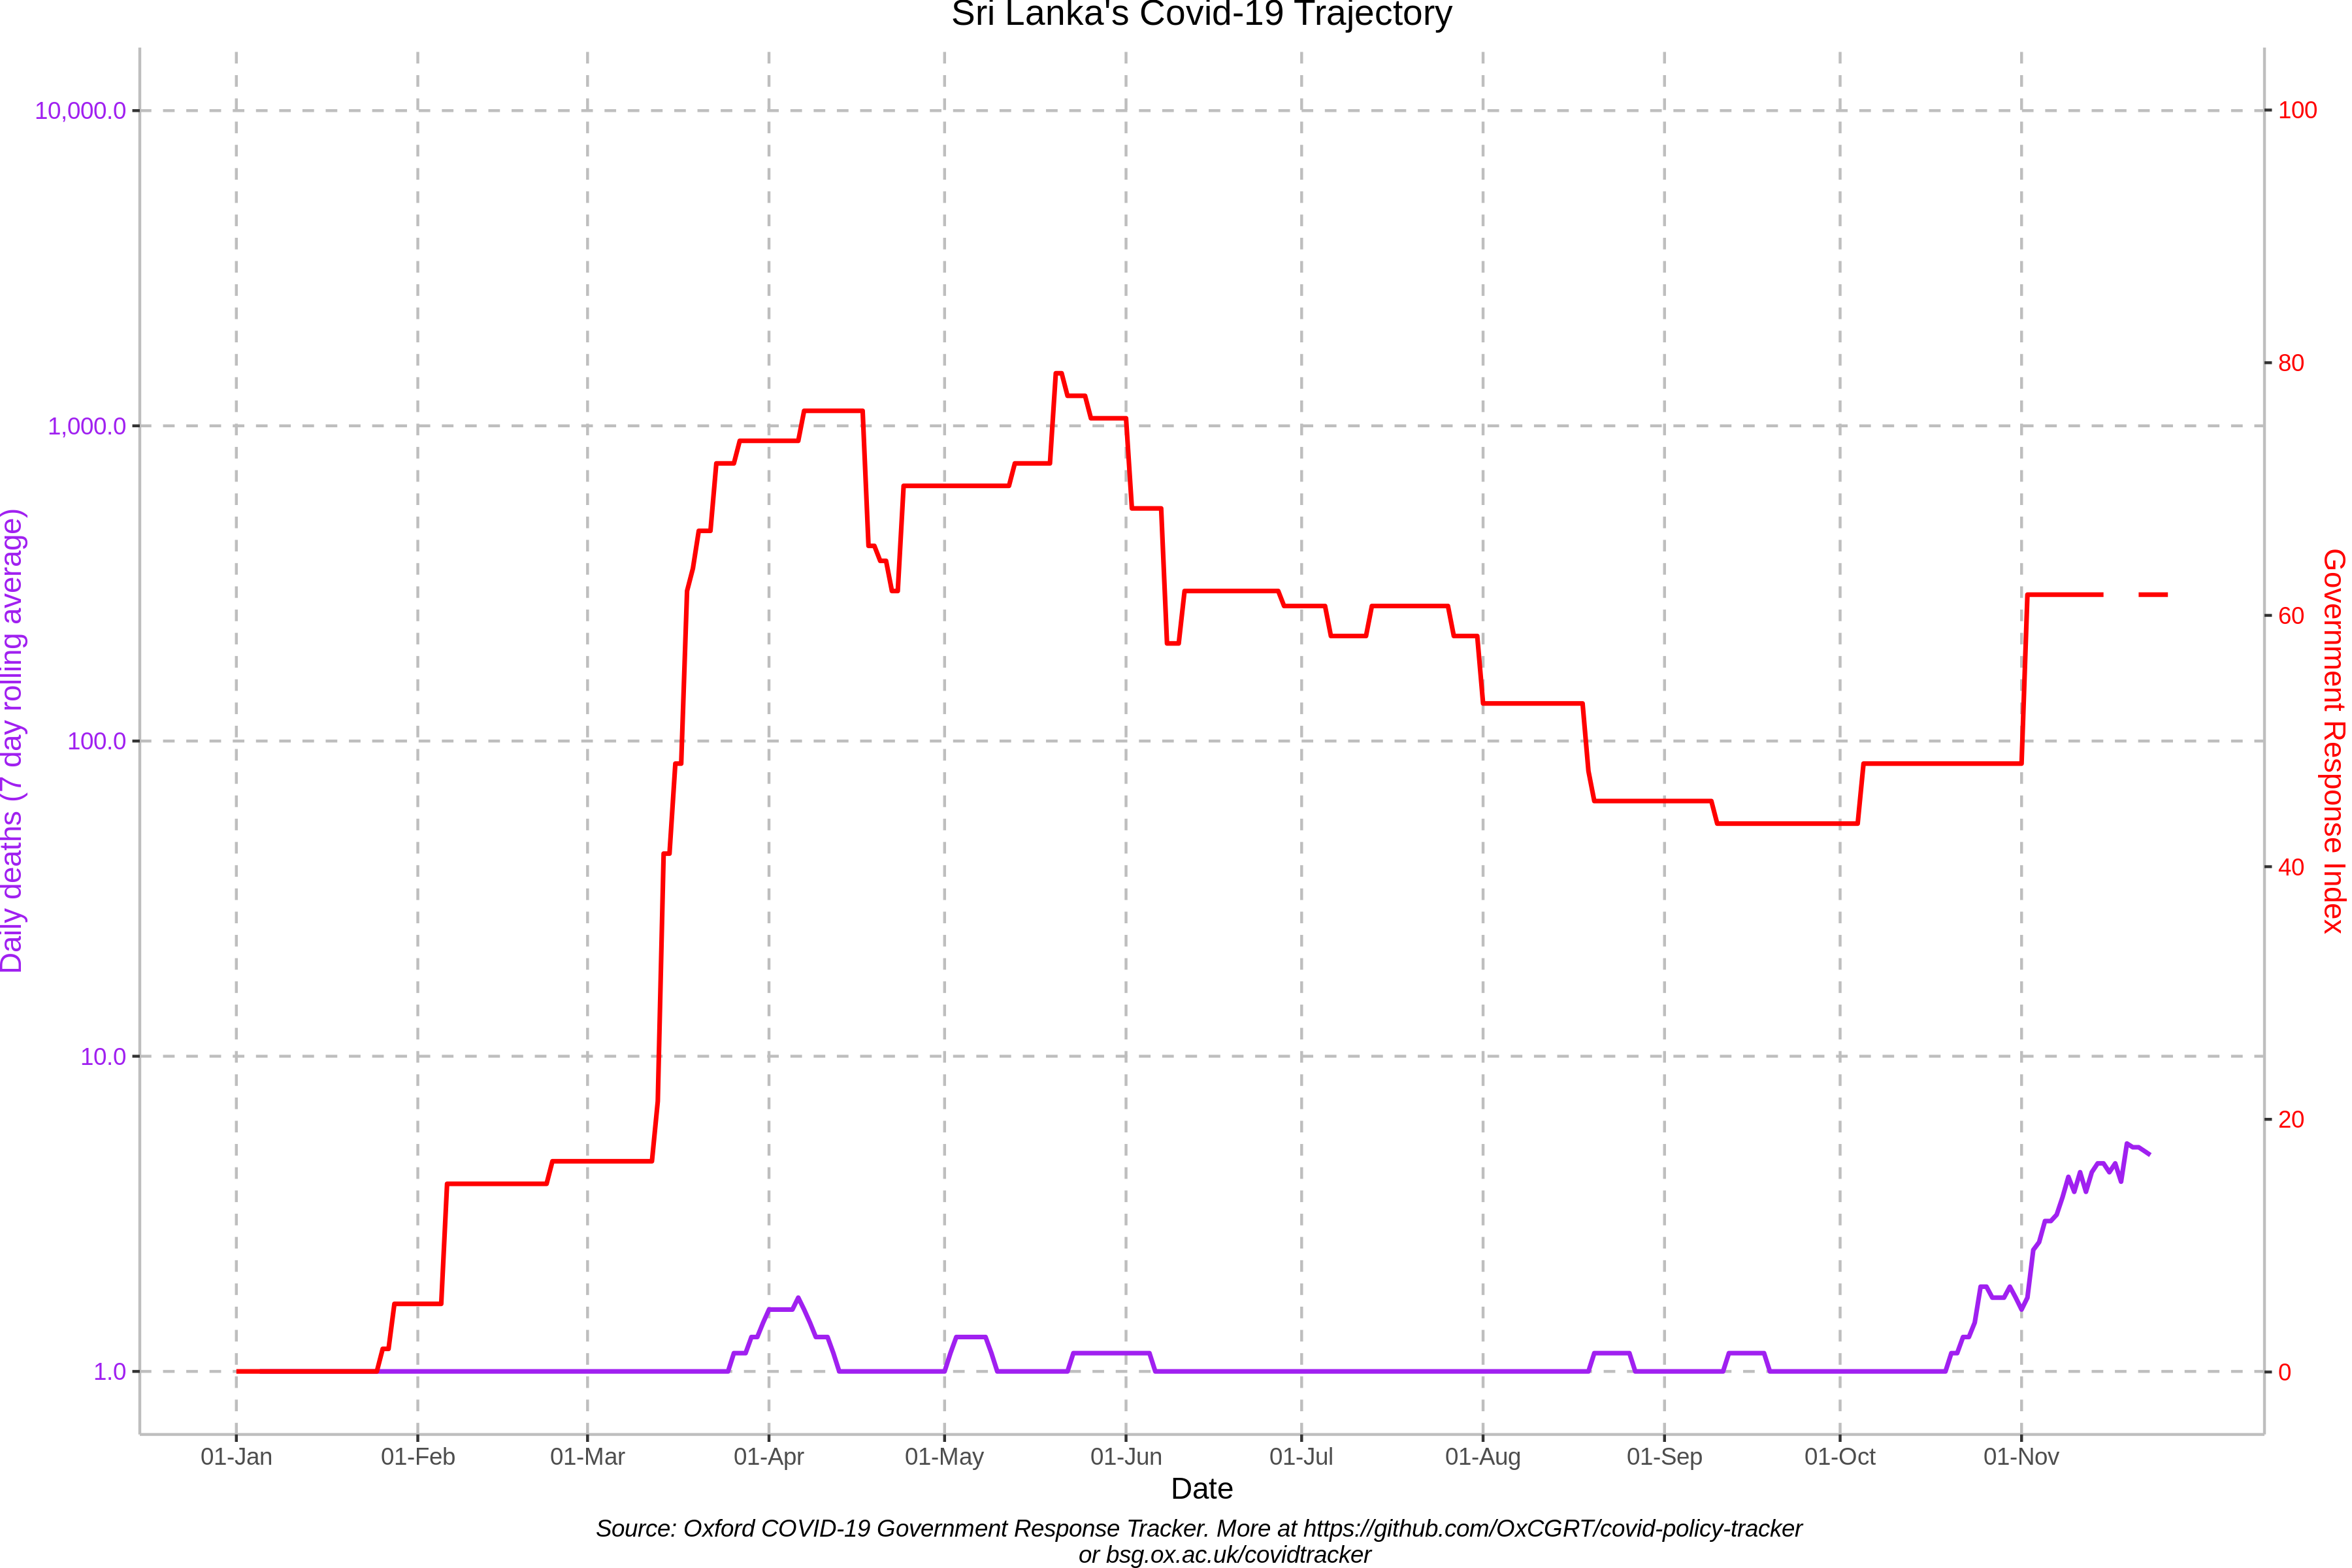 Sri Lanka's Covid-19 Trajectory
10,000.0
1,000.0
100.0
10.0
1.0
Daily deaths (7 day rolling average)
100
80
60
40
20
0
Government Response Index
01-Jan 01-Feb 01-Mar 01-Apr 01-May 01-Jun 01-Jul 01-Aug 01-Sep 01-Oct 01-Nov
Date
Source: Oxford COVID-19 Government Response Tracker. More at https://github.com/OxCGRT/covid-policy-tracker
or bsg.ox.ac.uk/covidtracker